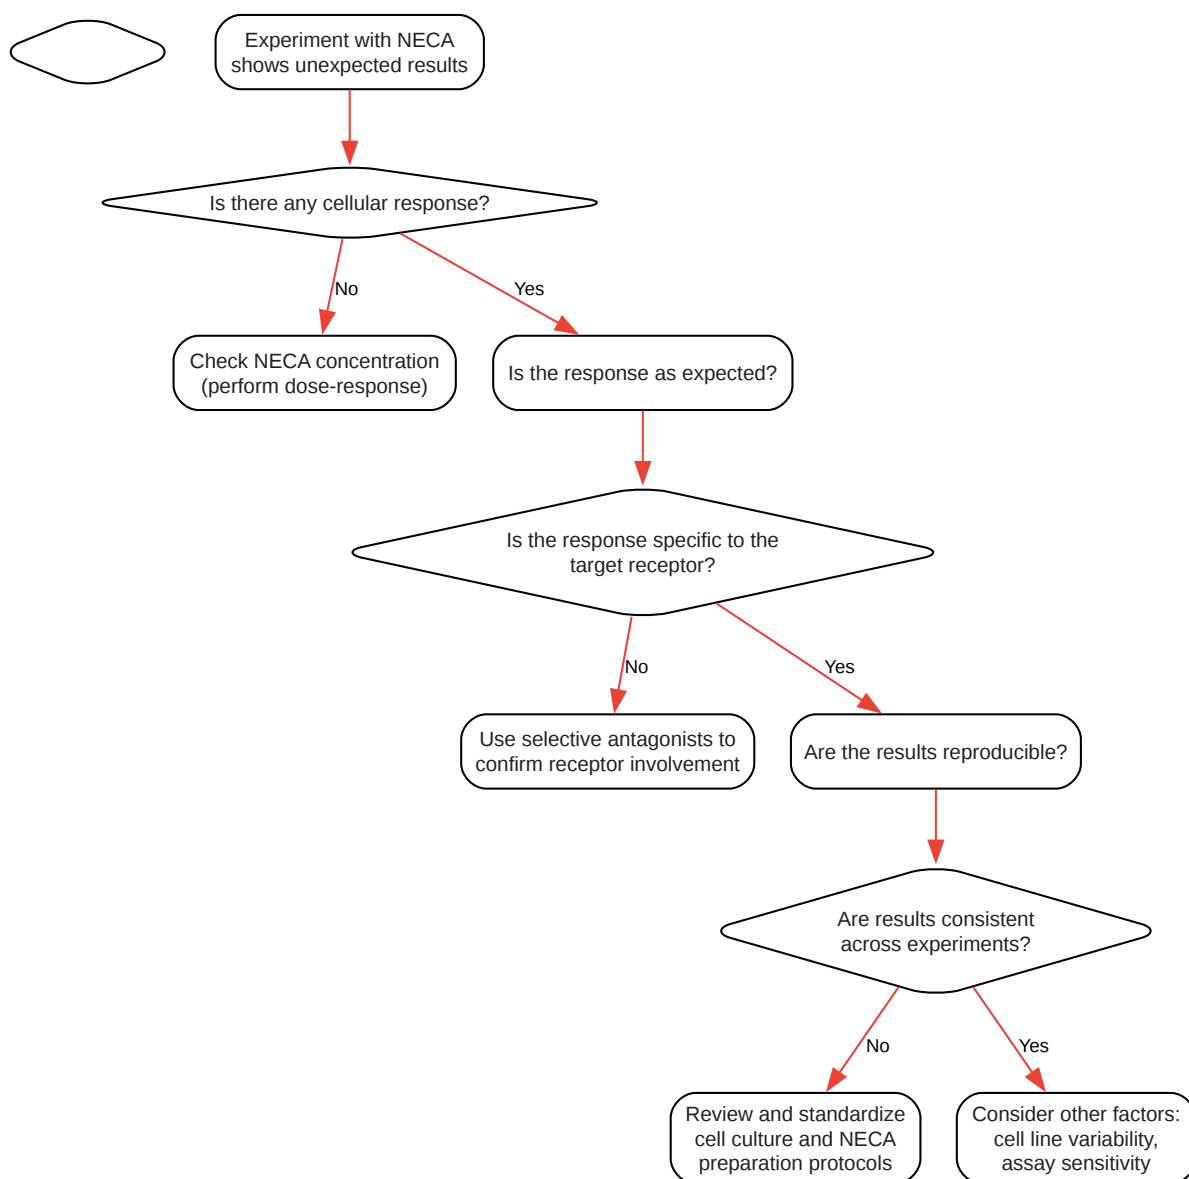 Experiment with NECA
shows unexpected results
Is there any cellular response?
No
Yes
Check NECA concentration
(perform dose-response)
Is the response as expected?
Is the response specific to the
target receptor?
No
Yes
Use selective antagonists to
confirm receptor involvement
Are the results reproducible?
Are results consistent
across experiments?
No
Yes
Review and standardize
cell culture and NECA
preparation protocols
Consider other factors:
cell line variability,
assay sensitivity